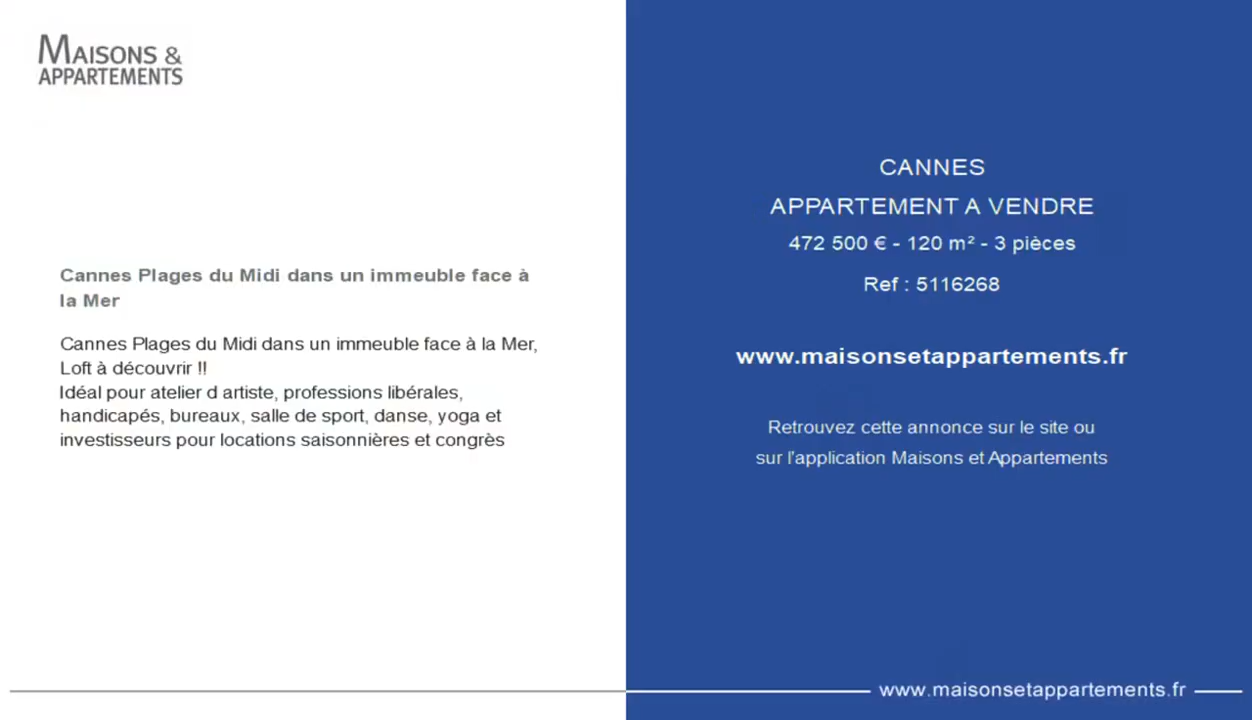 MAISONS &
APPARTEMENTS
Cannes Plages du Midi dans un immeuble face à
la Mer
Cannes Plages du Midi dans un immeuble face à la Mer,
Loft à découvrir !!
Idéal pour atelier d artiste, professions libérales,
handicapés, bureaux, salle de sport, danse, yoga et
investisseurs pour locations saisonnières et congrès
CANNES
APPARTEMENT A VENDRE
472 500 € - 120 m² - 3 pièces
Ref : 5116268
www.maisonsetappartements.fr
Retrouvez cette annonce sur le site ou
sur l'application Maisons et Appartements
www.maisonsetappartements.fr